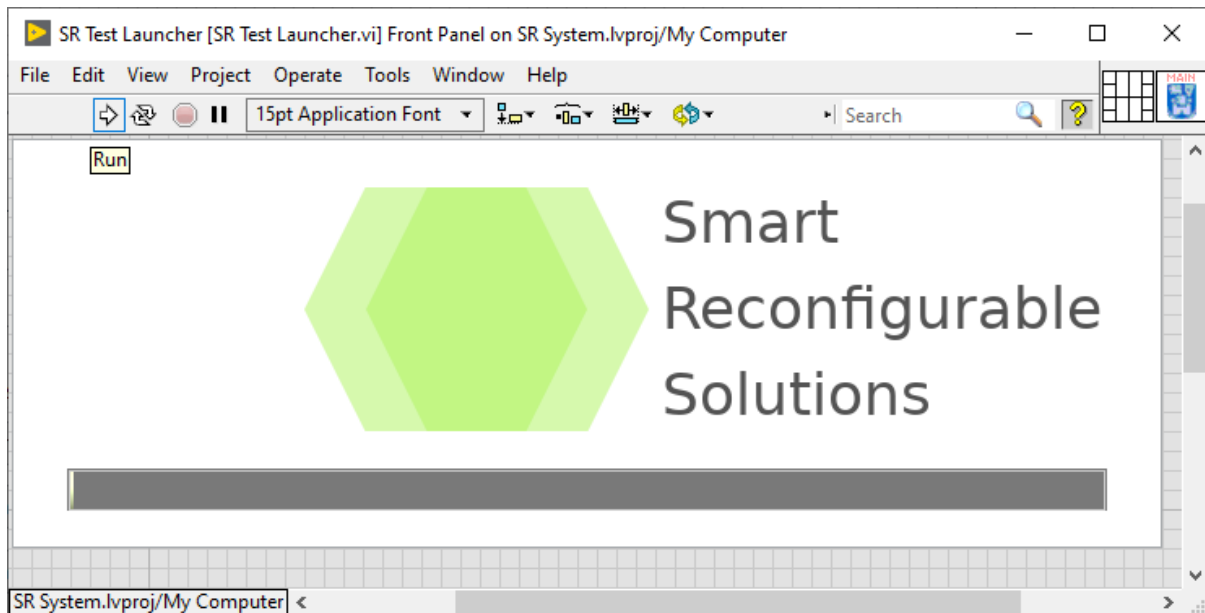 SR Test Launcher [SR Test Launcher.vi] Front Panel on SR System.lvproj/My Computer
File Edit View Project Operate Tools Window Help
15pt Application Font Search ? MAIN
Run
Smart
Reconfigurable
Solutions
SR System.lvproj/My Computer